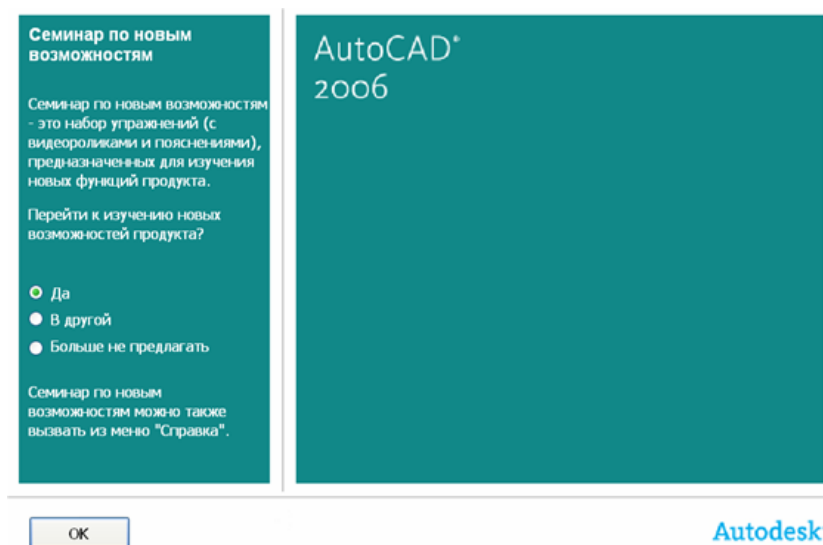 Семинар по новым
возможностям
Семинар по новым возможностям
- это набор упражнений (с
видеороликами и пояснениями),
предназначенных для изучения
новых функций продукта.
Перейти к изучению новых
возможностей продукта?
Да
В другой
Больше не предлагать
Семинар по новым
возможностям можно также
вызвать из меню "Справка".
AutoCAD®
2006
OK
Autodesk